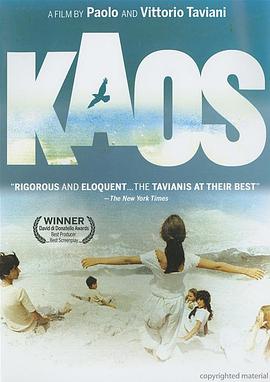 A FILM BY PAOLO AND VITTORIO TAVIANI
KAOS
"RIGOROUS AND ELOQUENT...THE TAVIANIS AT THEIR BEST"
—The New York Times
WINNER
David di Donatello Awards
Best Producer
Best Screenplay
copyrighted material